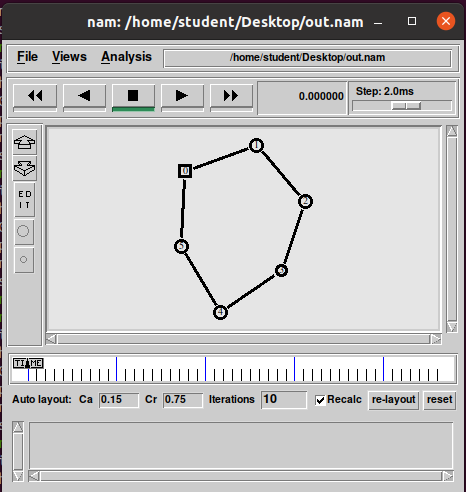 nam: /home/student/Desktop/out.nam
File Views Analysis /home/student/Desktop/out.nam
0.000000 Step: 2.0ms
ED
IT
1
0
2
5
3
4
TIME
Auto layout: Ca 0.15 Cr 0.75 Iterations 10 Recalc re-layout reset